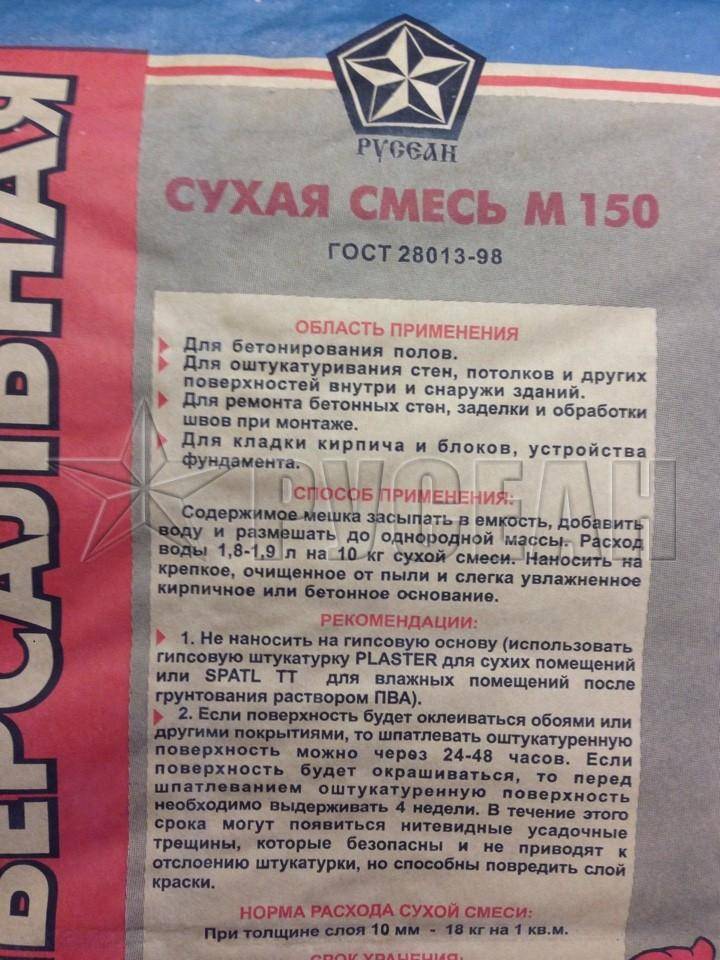 РУСЕАН
СУХАЯ СМЕСЬ М 150
ГОСТ 28013-98
ОБЛАСТЬ ПРИМЕНЕНИЯ
Для бетонирования полов.
Для оштукатуривания стен, потолков и других
поверхностей внутри и снаружи зданий.
Для ремонта бетонных стен, заделки и обработки
швов при монтаже.
Для кладки кирпича и блоков, устройства
фундамента.
РУСЕАН
СПОСОБ ПРИМЕНЕНИЯ:
Содержимое мешка засыпать в емкость, добавить
воду и размешать до однородной массы. Расход
воды 1,8-1,9 л на 10 кг сухой смеси. Наносить на
крепкое, очищенное от пыли и слегка увлажненное
кирпичное или бетонное основание.
РЕКОМЕНДАЦИИ:
1. Не наносить на гипсовую основу (использовать
гипсовую штукатурку PLASTER для сухих помещений
или SPATL TT для влажных помещений после
грунтования раствором ПВА).
2. Если поверхность будет оклеиваться обоями или
другими покрытиями, то шпатлевать оштукатуренную
поверхность можно через 24-48 часов. Если
поверхность будет окрашиваться, то перед
шпатлеванием оштукатуренную поверхность
необходимо выдерживать 4 недели. В течение этого
срока могут появиться нитевидные усадочные
трещины, которые безопасны и не приводят к
отслоению штукатурки, но способны повредить слой
краски.
НОРМА РАСХОДА СУХОЙ СМЕСИ:
При толщине слоя 10 мм - 18 кг на 1 кв.м.
СРОК ХРАНЕНИЯ:
ВЕРСАЛЬНАЯ